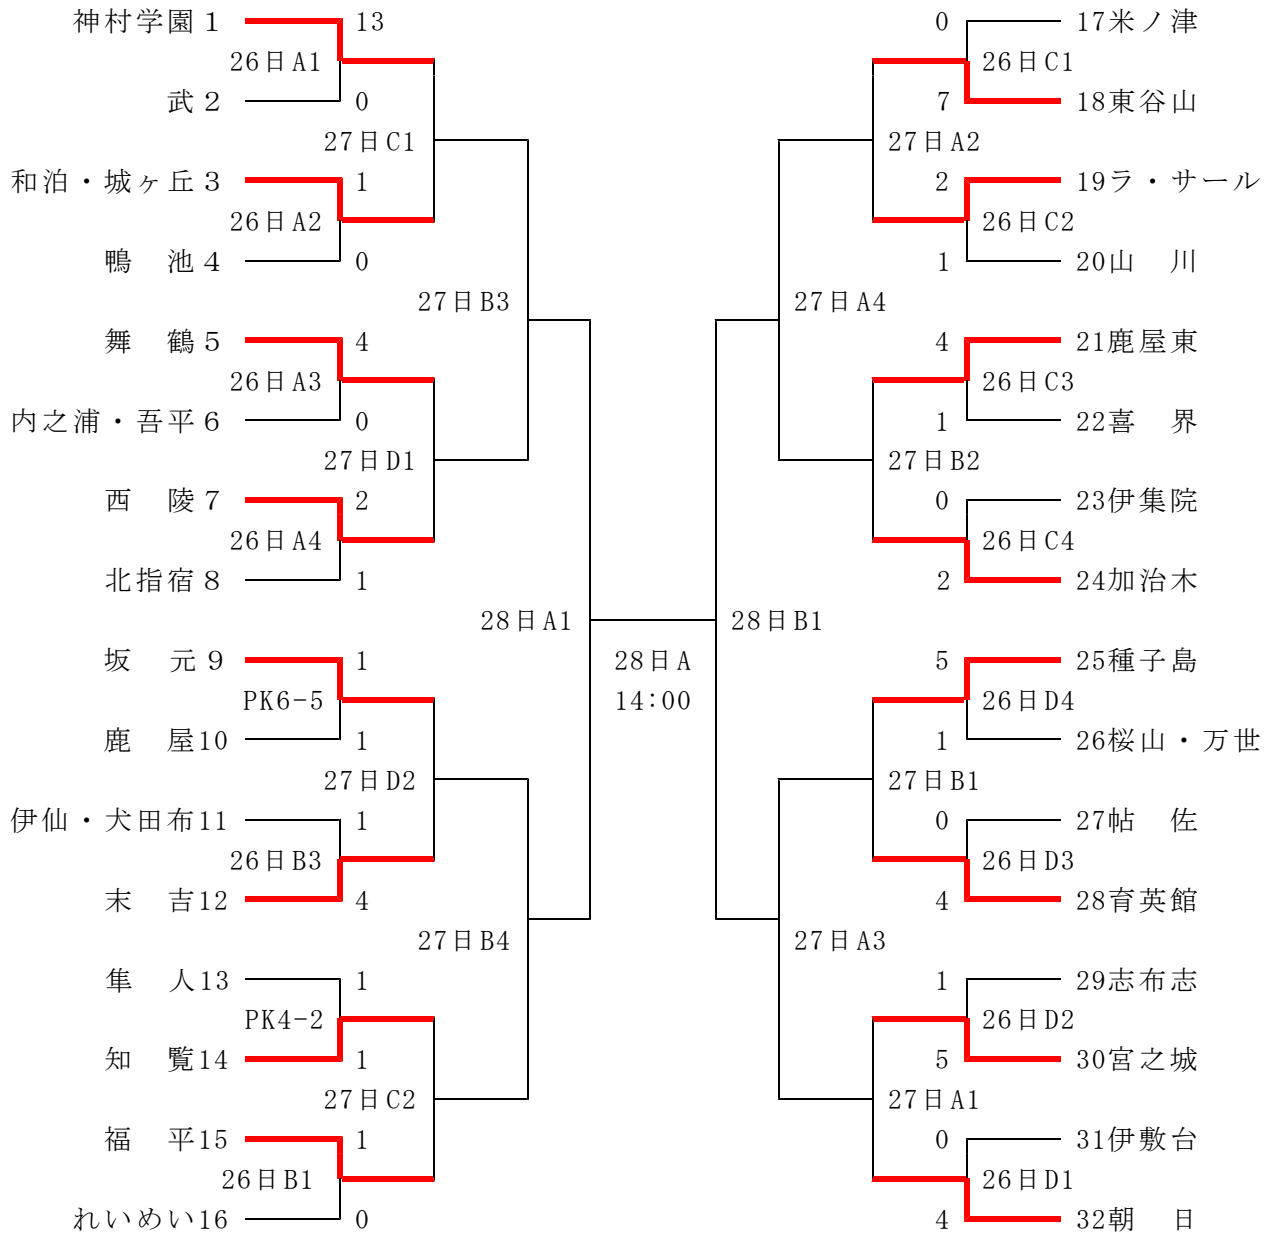 神村学園 1 13 0 17米ノ津
26日A1 26日C1
武 2 0 7 18東谷山
27日C1 27日A2
和泊・城ヶ丘 3 1 2 19ラ・サール
26日A2 26日C2
鴨　池 4 0 1 20山　川
27日B3 27日A4
舞　鶴 5 4 4 21鹿屋東
26日A3 26日C3
内之浦・吾平 6 0 1 22喜　界
27日D1 27日B2
西　陵 7 2 0 23伊集院
26日A4 26日C4
北指宿 8 1 2 24加治木
28日A1 28日B1
坂　元 9 1 28日A 5 25種子島
PK6-5 14:00 26日D4
鹿　屋10 1 1 26桜山・万世
27日D2 27日B1
伊仙・犬田布11 1 0 27帖　佐
26日B3 26日D3
末　吉12 4 4 28育英館
27日B4 27日A3
隼　人13 1 1 29志布志
PK4-2 26日D2
知　覧14 1 5 30宮之城
27日C2 27日A1
福　平15 1 0 31伊敷台
26日B1 26日D1
れいめい16 0 4 32朝　日